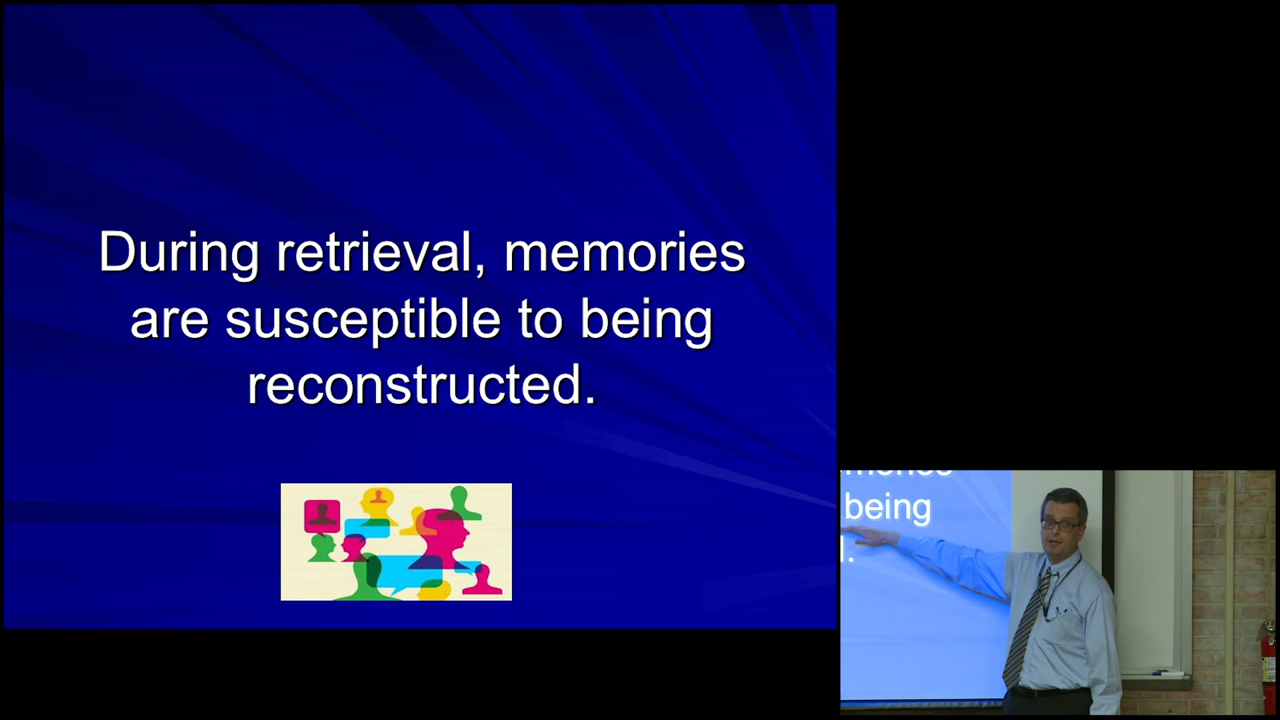 During retrieval, memories
are susceptible to being
reconstructed.
being
d.